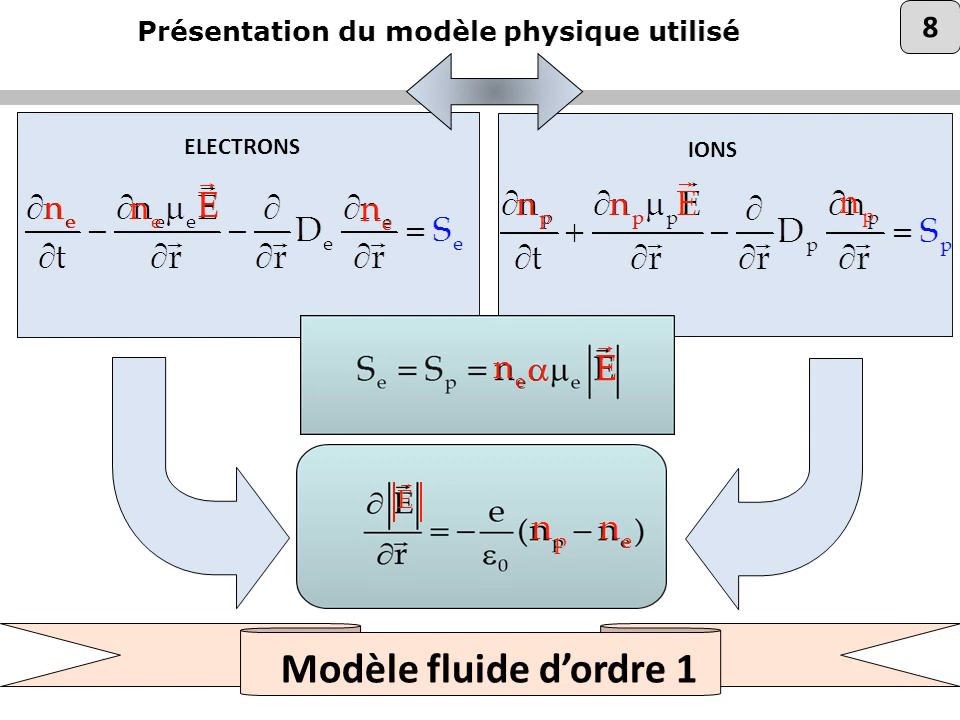 Présentation du modèle physique utilisé
8
ELECTRONS
IONS
∂nₑ/∂t − ∂nₑμₑE⃗/∂r⃗ − ∂/∂r⃗ Dₑ ∂nₑ/∂r⃗ = Sₑ
∂nₚ/∂t + ∂nₚμₚE⃗/∂r⃗ − ∂/∂r⃗ Dₚ ∂nₚ/∂r⃗ = Sₚ
Sₑ = Sₚ = nₑαμₑ|E⃗|
∂|E⃗|/∂r⃗ = − e/ε₀ (nₚ − nₑ)
Modèle fluide d’ordre 1